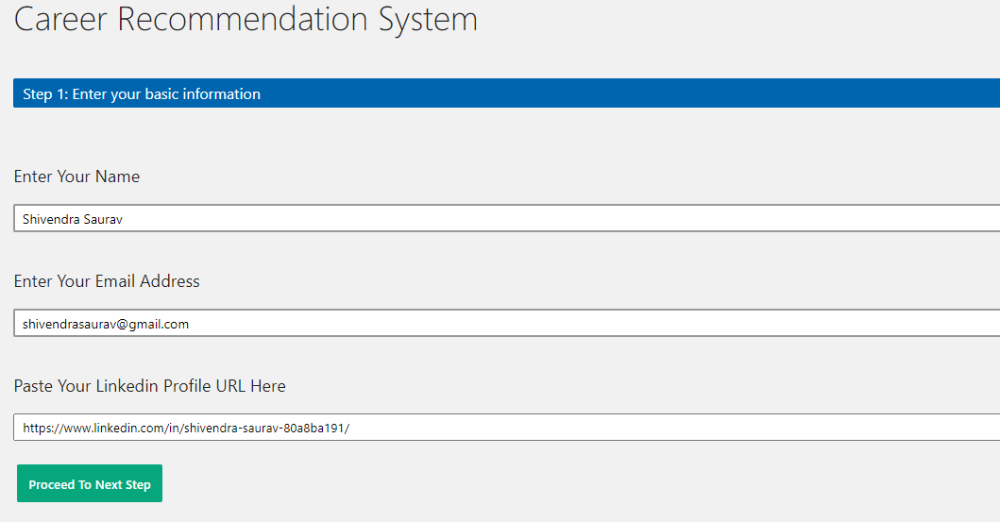 Career Recommendation System
Step 1: Enter your basic information
Enter Your Name
Shivendra Saurav
Enter Your Email Address
shivendrasaurav@gmail.com
Paste Your Linkedin Profile URL Here
https://www.linkedin.com/in/shivendra-saurav-80a8ba191/
Proceed To Next Step